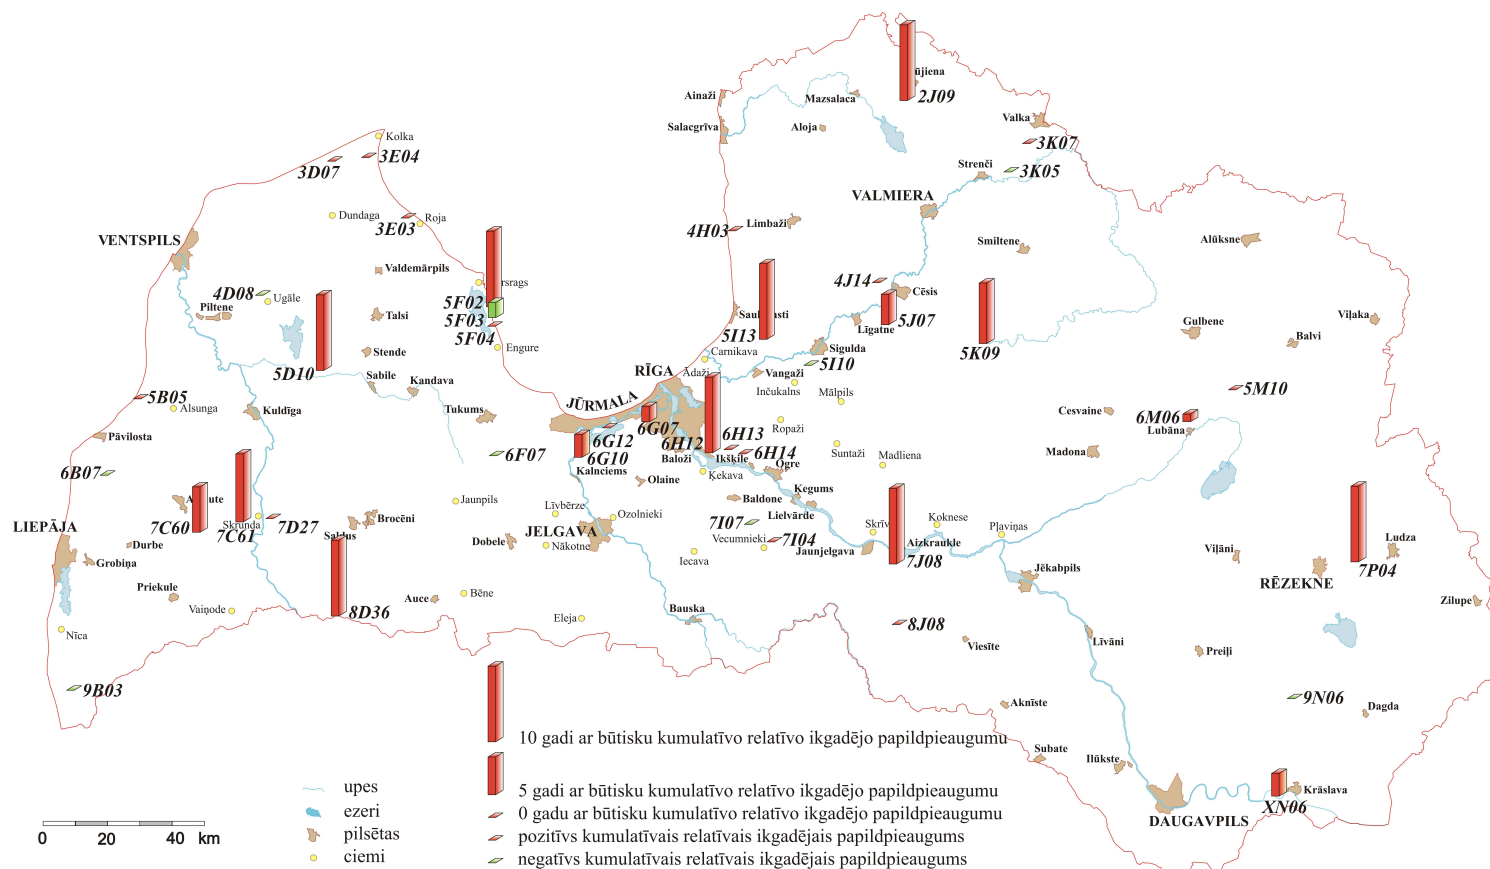 ūjiena
2J09
Ainaži
Mazsalaca
Salacgrīva
Aloja
Valka
Kolka
3K07
3E04
3D07
Strenči
3K05
VALMIERA
Dundaga
Roja
3E03
Limbaži
4H03
VENTSPILS
Smiltene
Alūksne
Valdemārpils
4D08
Ugāle
rsrags
4J14
Cēsis
5F02
Piltene
Talsi
5F03
Saul
asti
5I13
5J07
Līgatne
Gulbene
Viļaka
Balvi
5F04
Engure
Stende
5K09
Sigulda
5I10
Carnikava
5D10
RĪGA
Ādaži
Vangaži
Sabile
Kandava
Inčukalns
Mālpils
5M10
5B05
Alsunga
Kuldīga
Tukums
JŪRMALA
6G07
Cesvaine
6M06
Lubāna
Ropaži
6G12
6H12
6H13
Pāvilosta
6F07
6G10
Baloži
Ikšķile
6H14
Suntaži
Madona
Madliena
6B07
Kalnciems
Ķekava
Ogre
Olaine
Ķegums
Baldone
Jaunpils
A
ute
Līvbērze
Ozolnieki
Lielvārde
7C60
Skrunda
7D27
Brocēni
7I07
Skrīv
Koknese
LIEPĀJA
7C61
Saldus
JELGAVA
7I04
Vecumnieki
Aizkraukle
Pļaviņas
Durbe
Dobele
Nākotne
Iecava
Jaunjelgava
Viļāni
Ludza
Grobiņa
7J08
7P04
Jēkabpils
RĒZEKNE
Priekule
Vaiņode
8D36
Auce
Bēne
Eleja
Bauska
8J08
Zilupe
Nīca
Viesīte
Līvāni
Preiļi
9B03
9N06
Aknīste
Dagda
10 gadi ar būtisku kumulatīvo relatīvo ikgadējo papildpieaugumu
Subate
Ilūkste
5 gadi ar būtisku kumulatīvo relatīvo ikgadējo papildpieaugumu
Krāslava
XN06
DAUGAVPILS
upes
ezeri
pilsētas
ciemi
0 gadu ar būtisku kumulatīvo relatīvo ikgadējo papildpieaugumu
pozitīvs kumulatīvais relatīvais ikgadējais papildpieaugums
negatīvs kumulatīvais relatīvais ikgadējais papildpieaugums
0 20 40 km